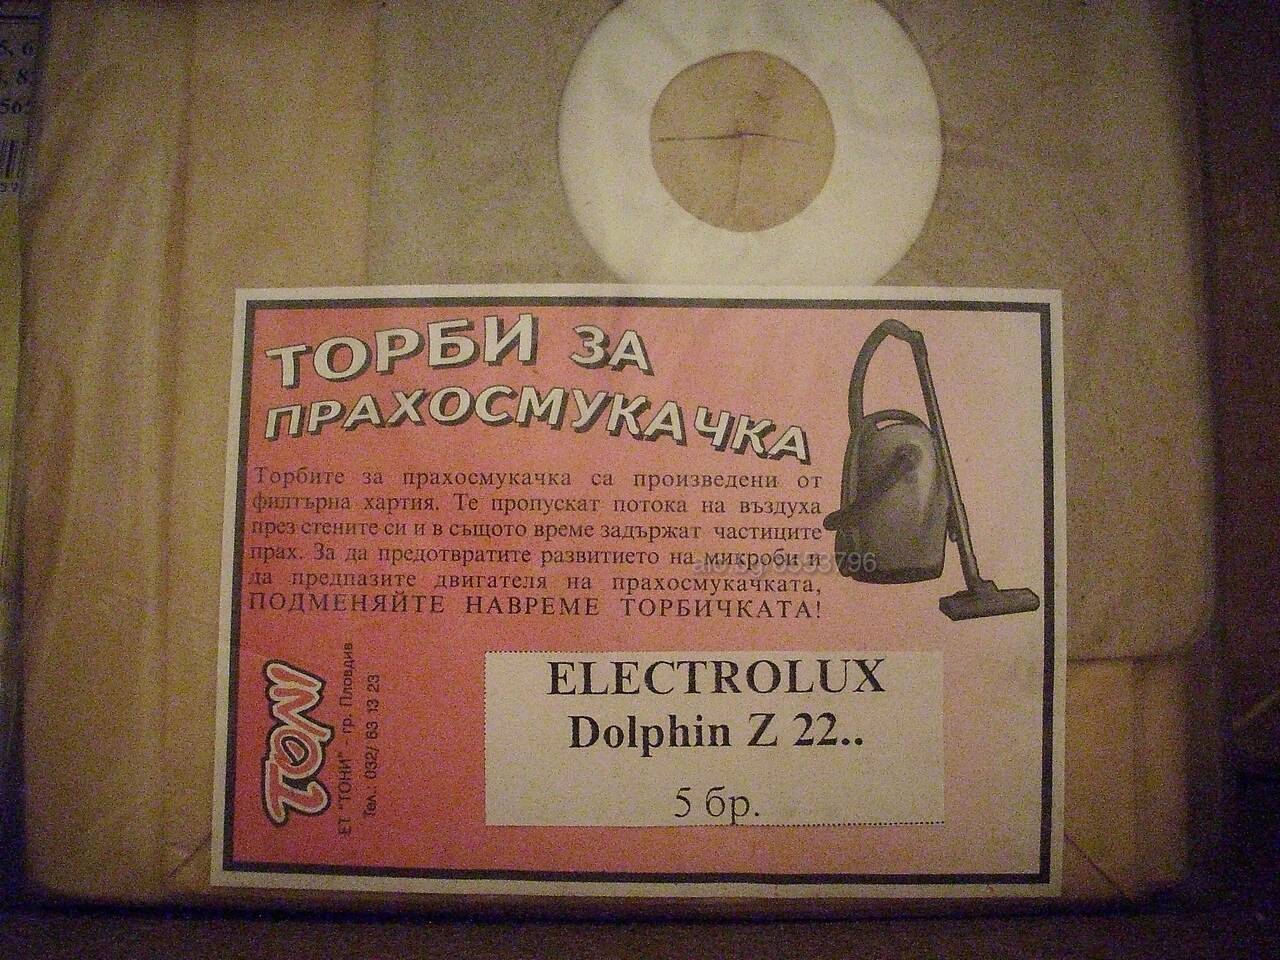 ТОРБИ ЗА
ПРАХОСМУКАЧКА
Торбите за прахосмукачка са произведени от
филтърна хартия. Те пропускат потока на въздуха
през стените си и в същото време задържат частиците
прах. За да предотвратите развитието на микроби и
да предпазите двигателя на прахосмукачката,
ПОДМЕНЯЙТЕ НАВРЕМЕ ТОРБИЧКАТА!
ELECTROLUX
Dolphin Z 22..
5 бр.
ТОНИ
ЕТ "ТОНИ" - гр. Пловдив
Тел.: 032/ 63 13 23